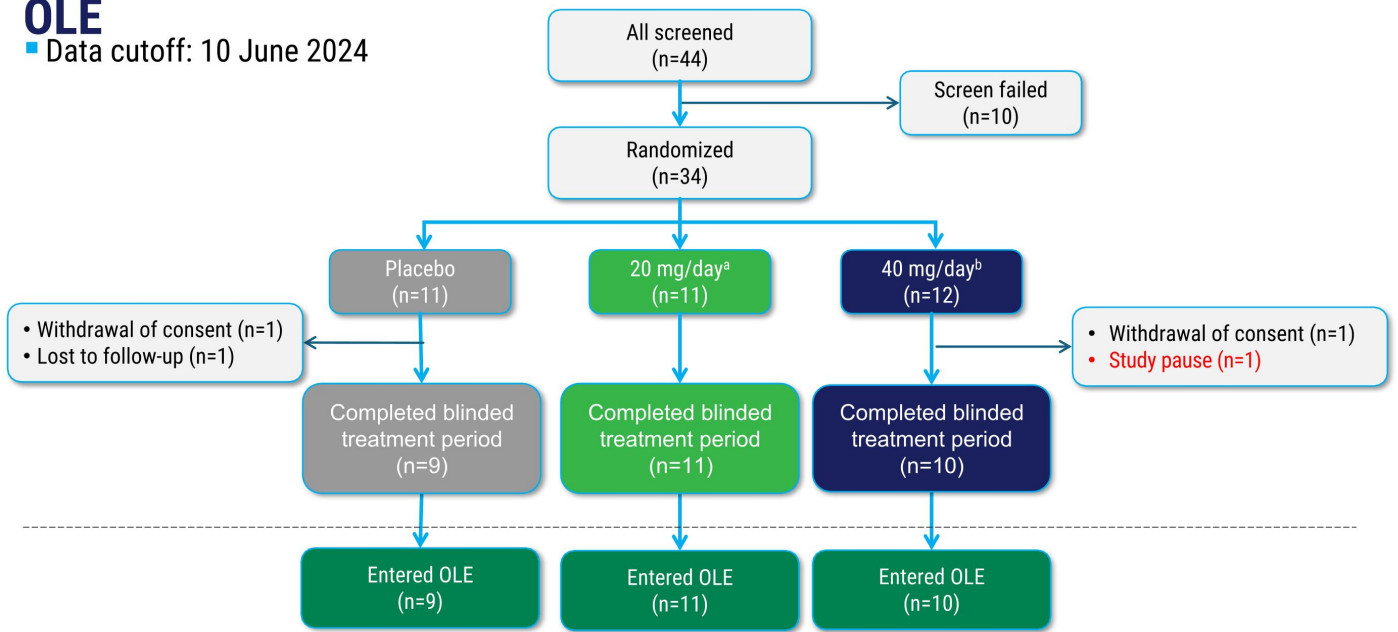 OLE
▪ Data cutoff: 10 June 2024
All screened
(n=44)
Screen failed
(n=10)
Randomized
(n=34)
Placebo
(n=11)
20 mg/dayᵃ
(n=11)
40 mg/dayᵇ
(n=12)
• Withdrawal of consent (n=1)
• Lost to follow-up (n=1)
• Withdrawal of consent (n=1)
• Study pause (n=1)
Completed blinded
treatment period
(n=9)
Completed blinded
treatment period
(n=11)
Completed blinded
treatment period
(n=10)
Entered OLE
(n=9)
Entered OLE
(n=11)
Entered OLE
(n=10)